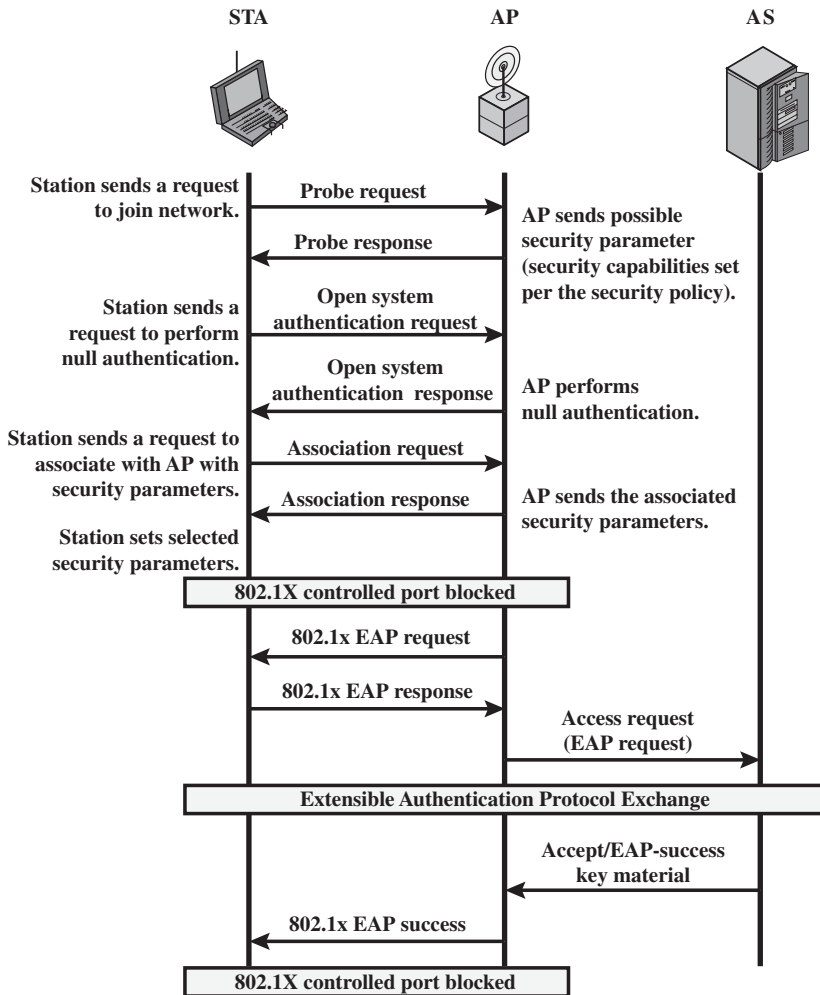 STA
AP
AS
Station sends a request
to join network.
Probe request
Probe response
AP sends possible
security parameter
(security capabilities set
per the security policy).
Station sends a
request to perform
null authentication.
Open system
authentication request
Open system
authentication response
AP performs
null authentication.
Station sends a request to
associate with AP with
security parameters.
Association request
Association response
AP sends the associated
security parameters.
Station sets selected
security parameters.
802.1X controlled port blocked
802.1x EAP request
802.1x EAP response
Access request
(EAP request)
Extensible Authentication Protocol Exchange
Accept/EAP-success
key material
802.1x EAP success
802.1X controlled port blocked